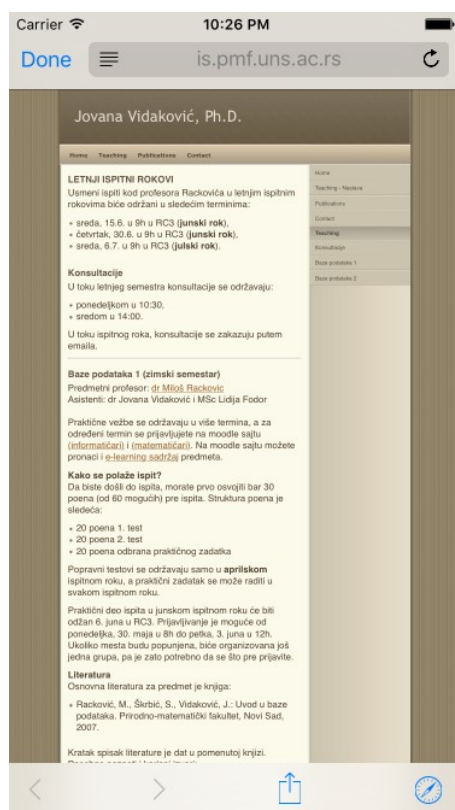 Carrier
10:26 PM
Done
is.pmf.uns.ac.rs
Jovana Vidaković, Ph.D.
Home Teaching Publications Contact
LETNJI ISPITNI ROKOVI
Usmeni ispiti kod profesora Rackovića u letnjim ispitnim
rokovima biće održani u sledećim terminima:
sreda, 15.6. u 9h u RC3 (junski rok),
četvrtak, 30.6. u 9h u RC3 (junski rok),
sreda, 6.7. u 9h u RC3 (julski rok).
Konsultacije
U toku letnjeg semestra konsultacije se održavaju:
ponedeljkom u 10:30,
sredom u 14:00.
U toku ispitnog roka, konsultacije se zakazuju putem
emaila.
Baze podataka 1 (zimski semestar)
Predmetni profesor: dr Miloš Rackovic
Asistenti: dr Jovana Vidaković i MSc Lidija Fodor
Praktične vežbe se održavaju u više termina, a za
određeni termin se prijavljujete na moodle sajtu
(informatičari) i (matematičari). Na moodle sajtu možete
pronaci i e-learning sadržaj predmeta.
Kako se polaže ispit?
Da biste došli do ispita, morate prvo osvojiti bar 30
poena (od 60 mogućih) pre ispita. Struktura poena je
sledeća:
20 poena 1. test
20 poena 2. test
20 poena odbrana praktičnog zadatka
Popravni testovi se održavaju samo u aprilskom
ispitnom roku, a praktični zadatak se može raditi u
svakom ispitnom roku.
Praktični deo ispita u junskom ispitnom roku će biti
odžan 6. juna u RC3. Prijavljivanje je moguće od
ponedeljka, 30. maja u 8h do petka, 3. juna u 12h.
Ukoliko mesta budu popunjena, biće organizovana još
jedna grupa, pa je zato potrebno da se što pre prijavite.
Literatura
Osnovna literatura za predmet je knjiga:
Racković, M., Škrbić, S., Vidaković, J.: Uvod u baze
podataka. Prirodno-matematički fakultet, Novi Sad,
2007.
Kratak spisak literature je dat u pomenutoj knjizi.
Home
Teaching - Nastava
Publications
Contact
Teaching
Konsultacije
Baze podataka 1
Baze podataka 2